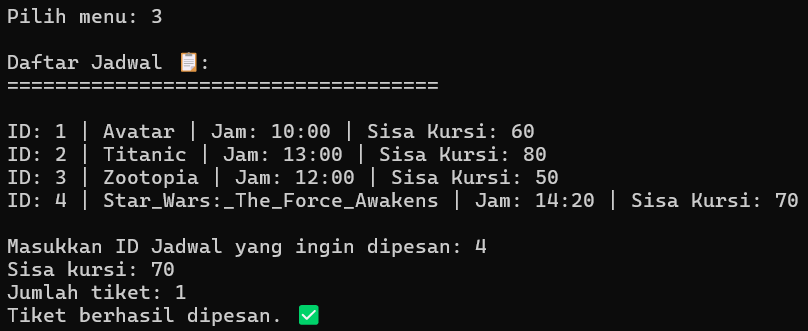 Pilih menu: 3
Daftar Jadwal 📋:
====================================
ID: 1 | Avatar | Jam: 10:00 | Sisa Kursi: 60
ID: 2 | Titanic | Jam: 13:00 | Sisa Kursi: 80
ID: 3 | Zootopia | Jam: 12:00 | Sisa Kursi: 50
ID: 4 | Star_Wars:_The_Force_Awakens | Jam: 14:20 | Sisa Kursi: 70
Masukkan ID Jadwal yang ingin dipesan: 4
Sisa kursi: 70
Jumlah tiket: 1
Tiket berhasil dipesan. ✅